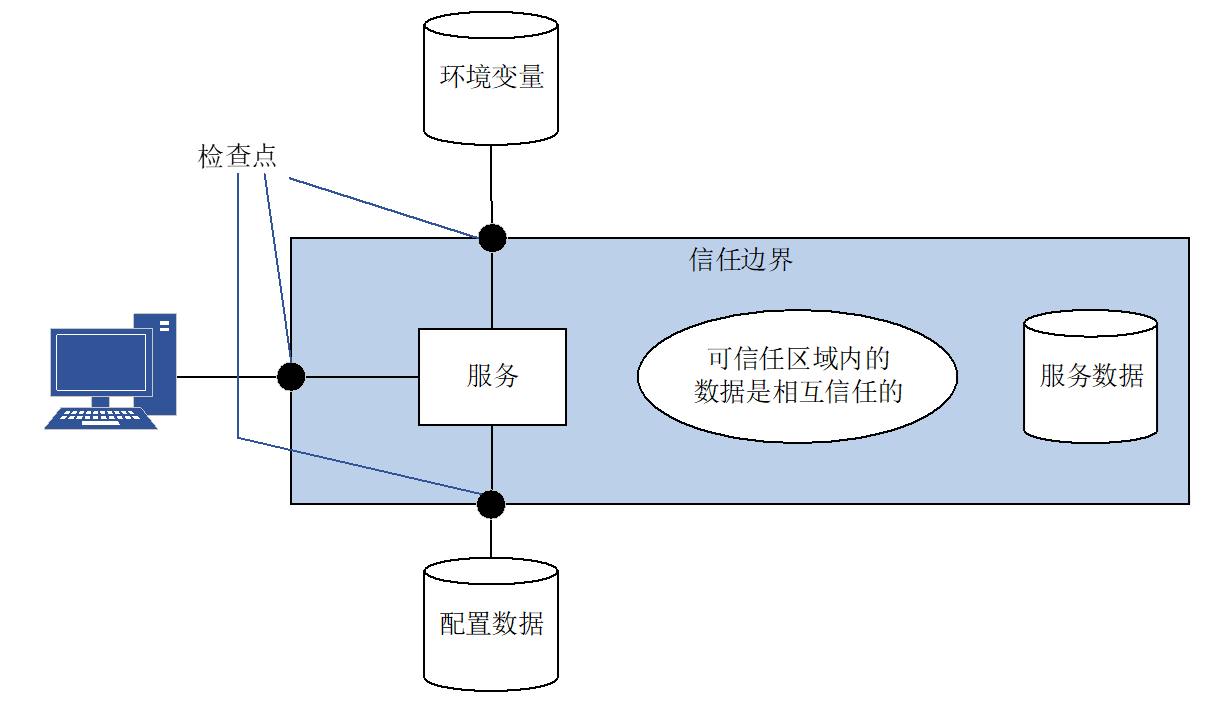 环境变量
检查点
信任边界
服务
可信任区域内的
数据是相互信任的
服务数据
配置数据